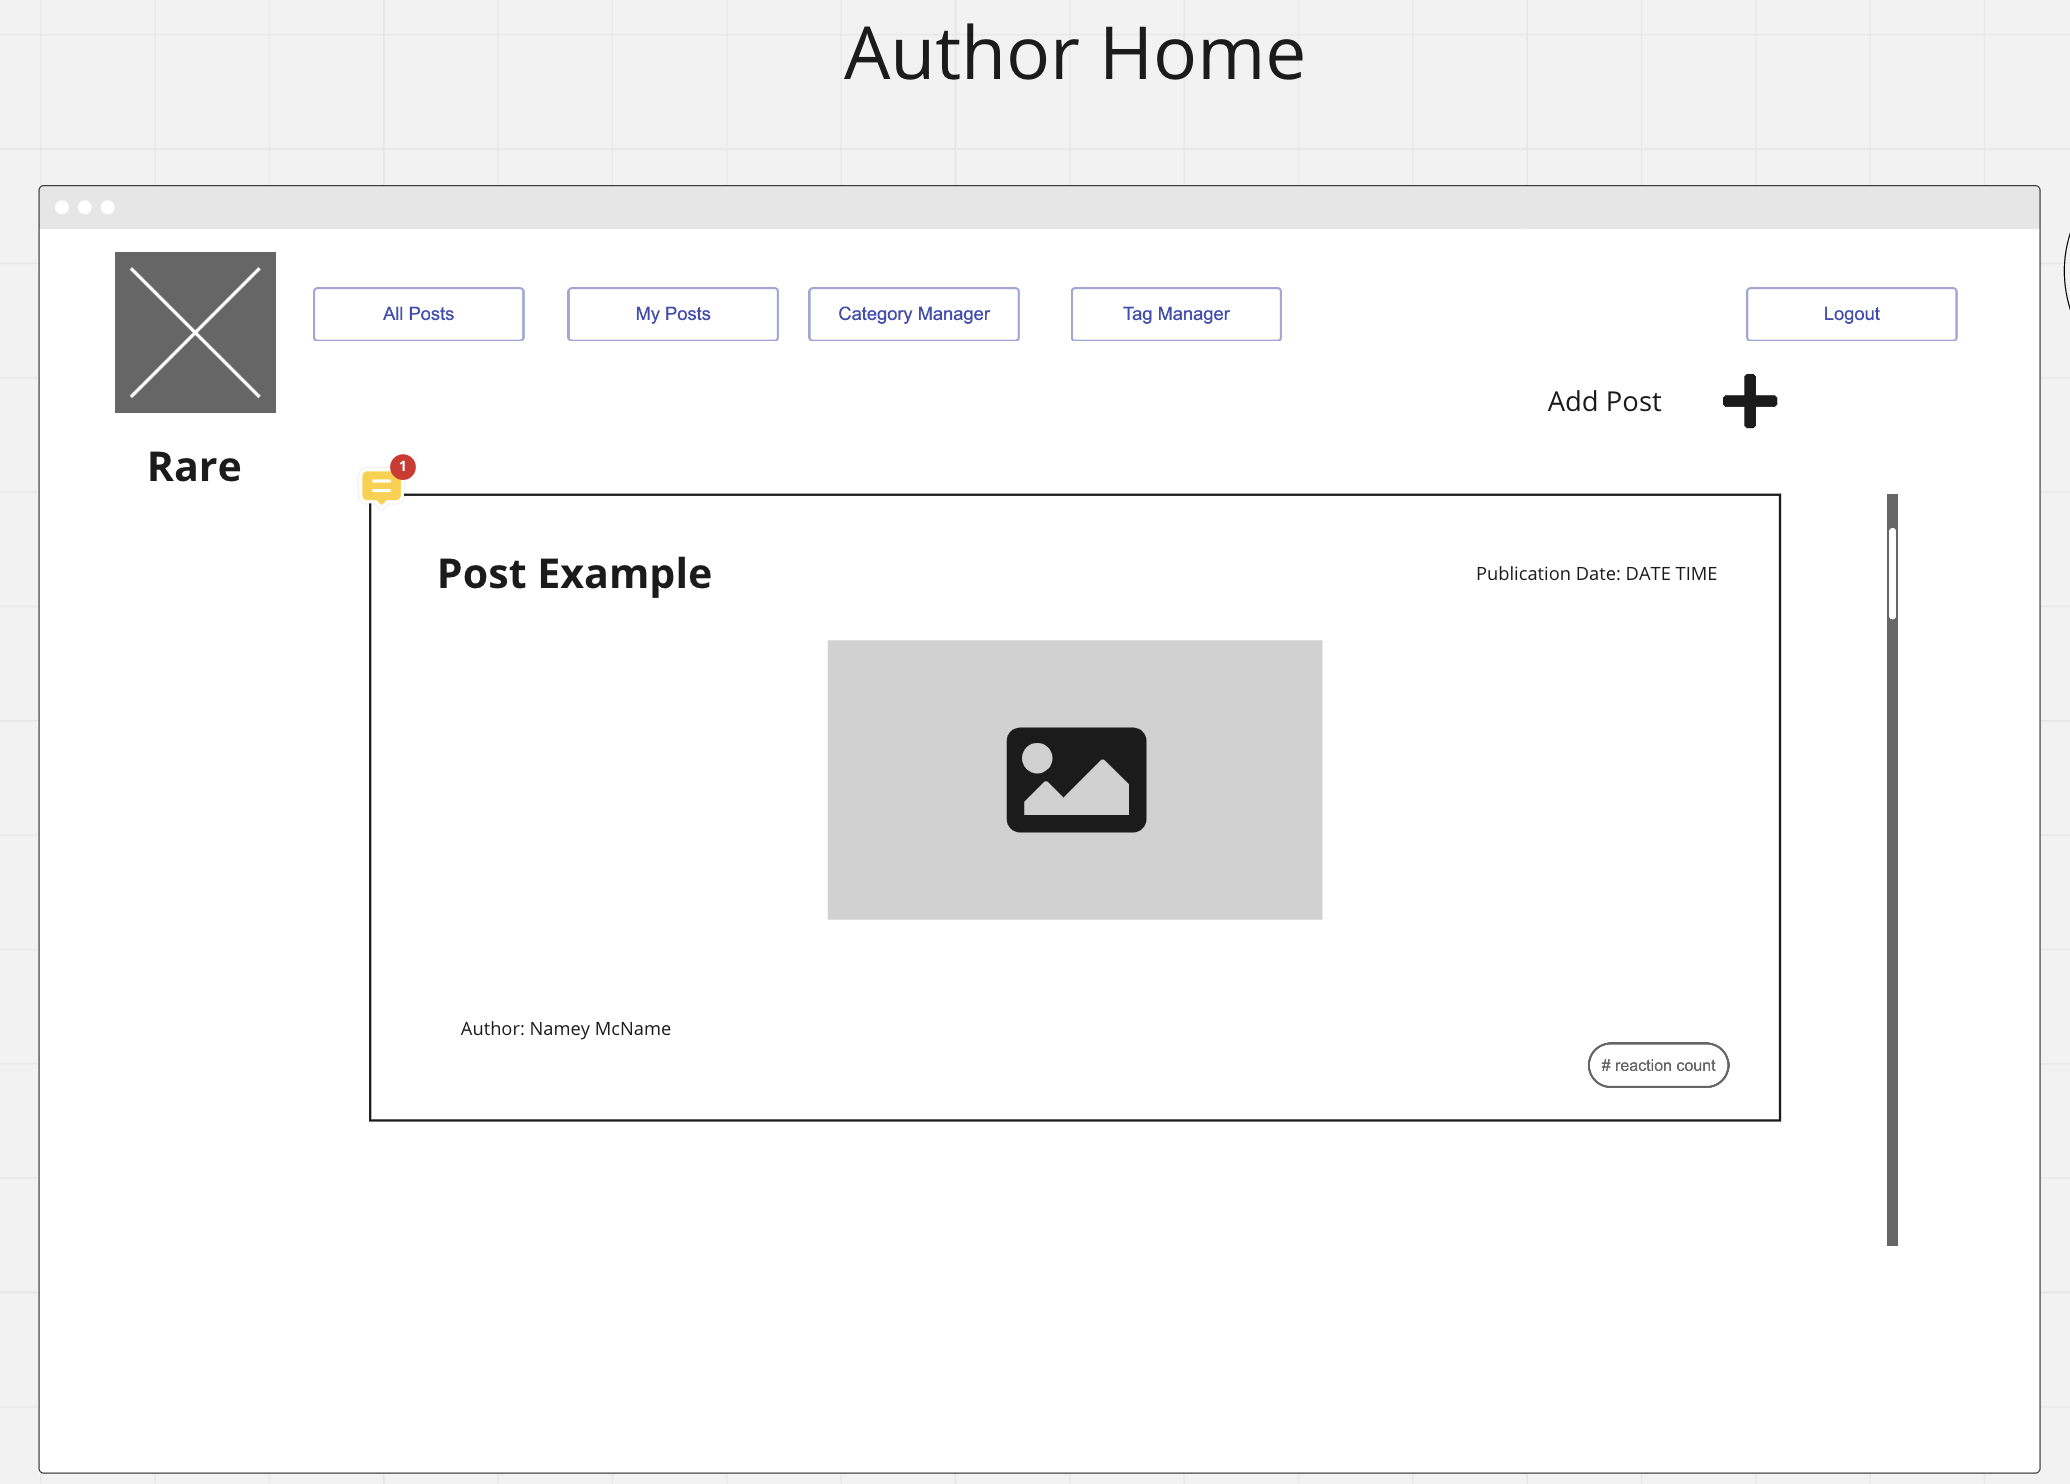 Author Home
All Posts
My Posts
Category Manager
Tag Manager
Logout
Add Post
Rare
1
Post Example
Publication Date: DATE TIME
Author: Namey McName
# reaction count